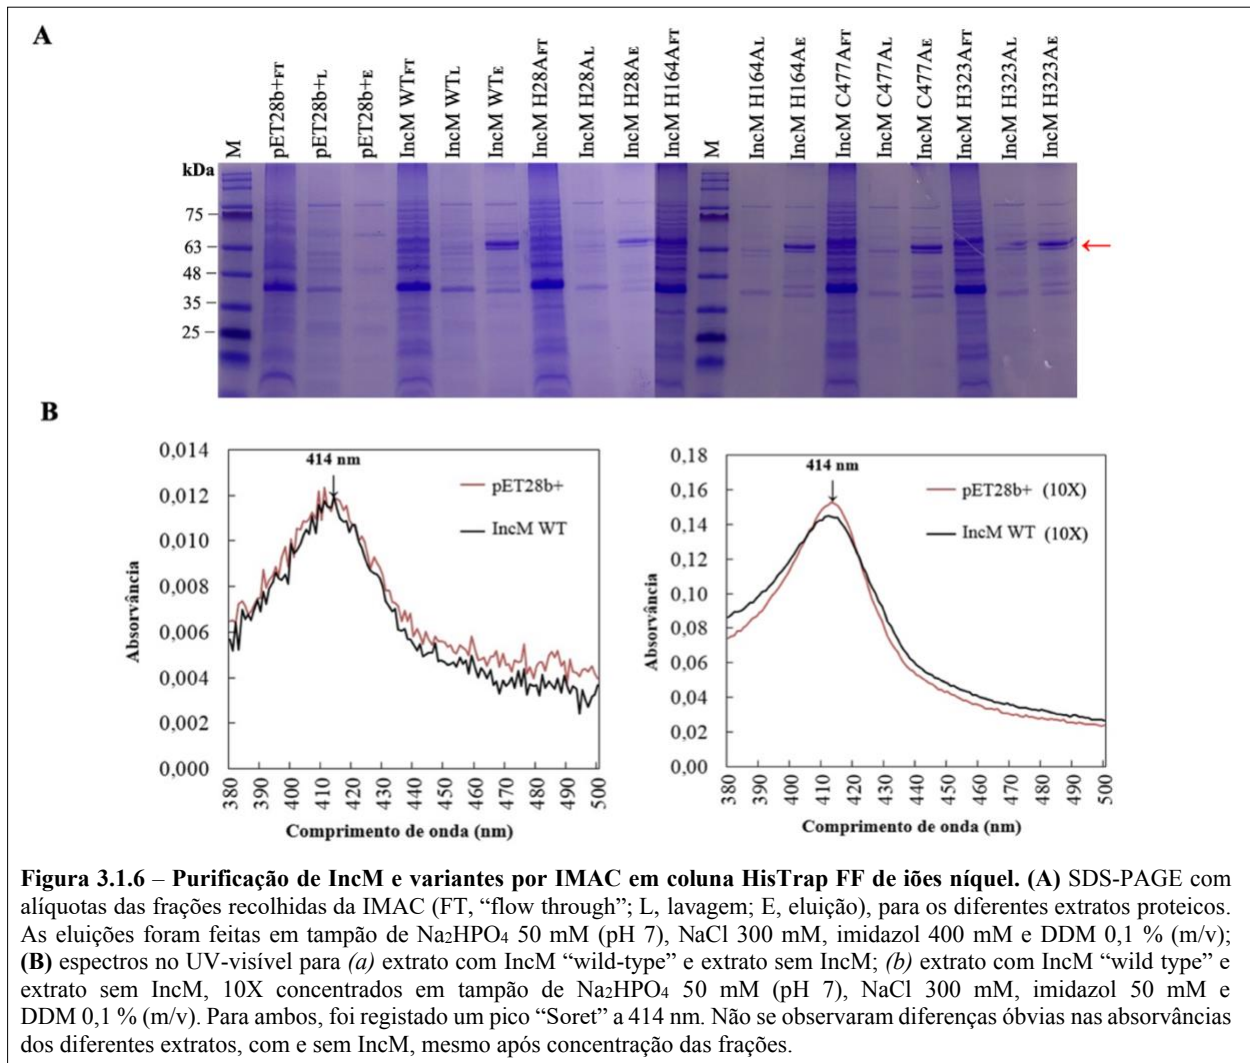 A
M
pET28b+FT
pET28b+L
pET28b+E
IncM WTFT
IncM WTL
IncM WTE
IncM H28AFT
IncM H28AL
IncM H28AE
IncM H164AFT
M
IncM H164AL
IncM H164AE
IncM C477AFT
IncM C477AL
IncM C477AE
IncM H323AFT
IncM H323AL
IncM H323AE
kDa
75
63
48
35
25
B
0,014
0,012
0,010
0,008
0,006
0,004
0,002
0,000
Absorvância
414 nm
pET28b+
IncM WT
380 390 400 410 420 430 440 450 460 470 480 490 500
Comprimento de onda (nm)
0,18
0,16
0,14
0,12
0,10
0,08
0,06
0,04
0,02
0,00
Absorvância
414 nm
pET28b+ (10X)
IncM WT (10X)
380 390 400 410 420 430 440 450 460 470 480 490 500
Comprimento de onda (nm)
Figura 3.1.6 – Purificação de IncM e variantes por IMAC em coluna HisTrap FF de iões níquel. (A) SDS-PAGE com
alíquotas das frações recolhidas da IMAC (FT, “flow through”; L, lavagem; E, eluição), para os diferentes extratos proteicos.
As eluições foram feitas em tampão de Na2HPO4 50 mM (pH 7), NaCl 300 mM, imidazol 400 mM e DDM 0,1 % (m/v);
(B) espectros no UV-visível para (a) extrato com IncM “wild-type” e extrato sem IncM; (b) extrato com IncM “wild type” e
extrato sem IncM, 10X concentrados em tampão de Na2HPO4 50 mM (pH 7), NaCl 300 mM, imidazol 50 mM e
DDM 0,1 % (m/v). Para ambos, foi registado um pico “Soret” a 414 nm. Não se observaram diferenças óbvias nas absorvâncias
dos diferentes extratos, com e sem IncM, mesmo após concentração das frações.